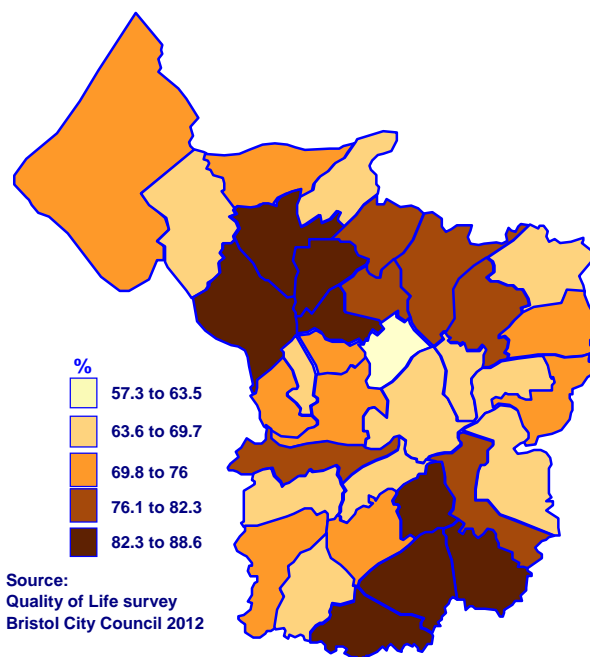 %
57.3 to 63.5
63.6 to 69.7
69.8 to 76
76.1 to 82.3
82.3 to 88.6
Source:
Quality of Life survey
Bristol City Council 2012